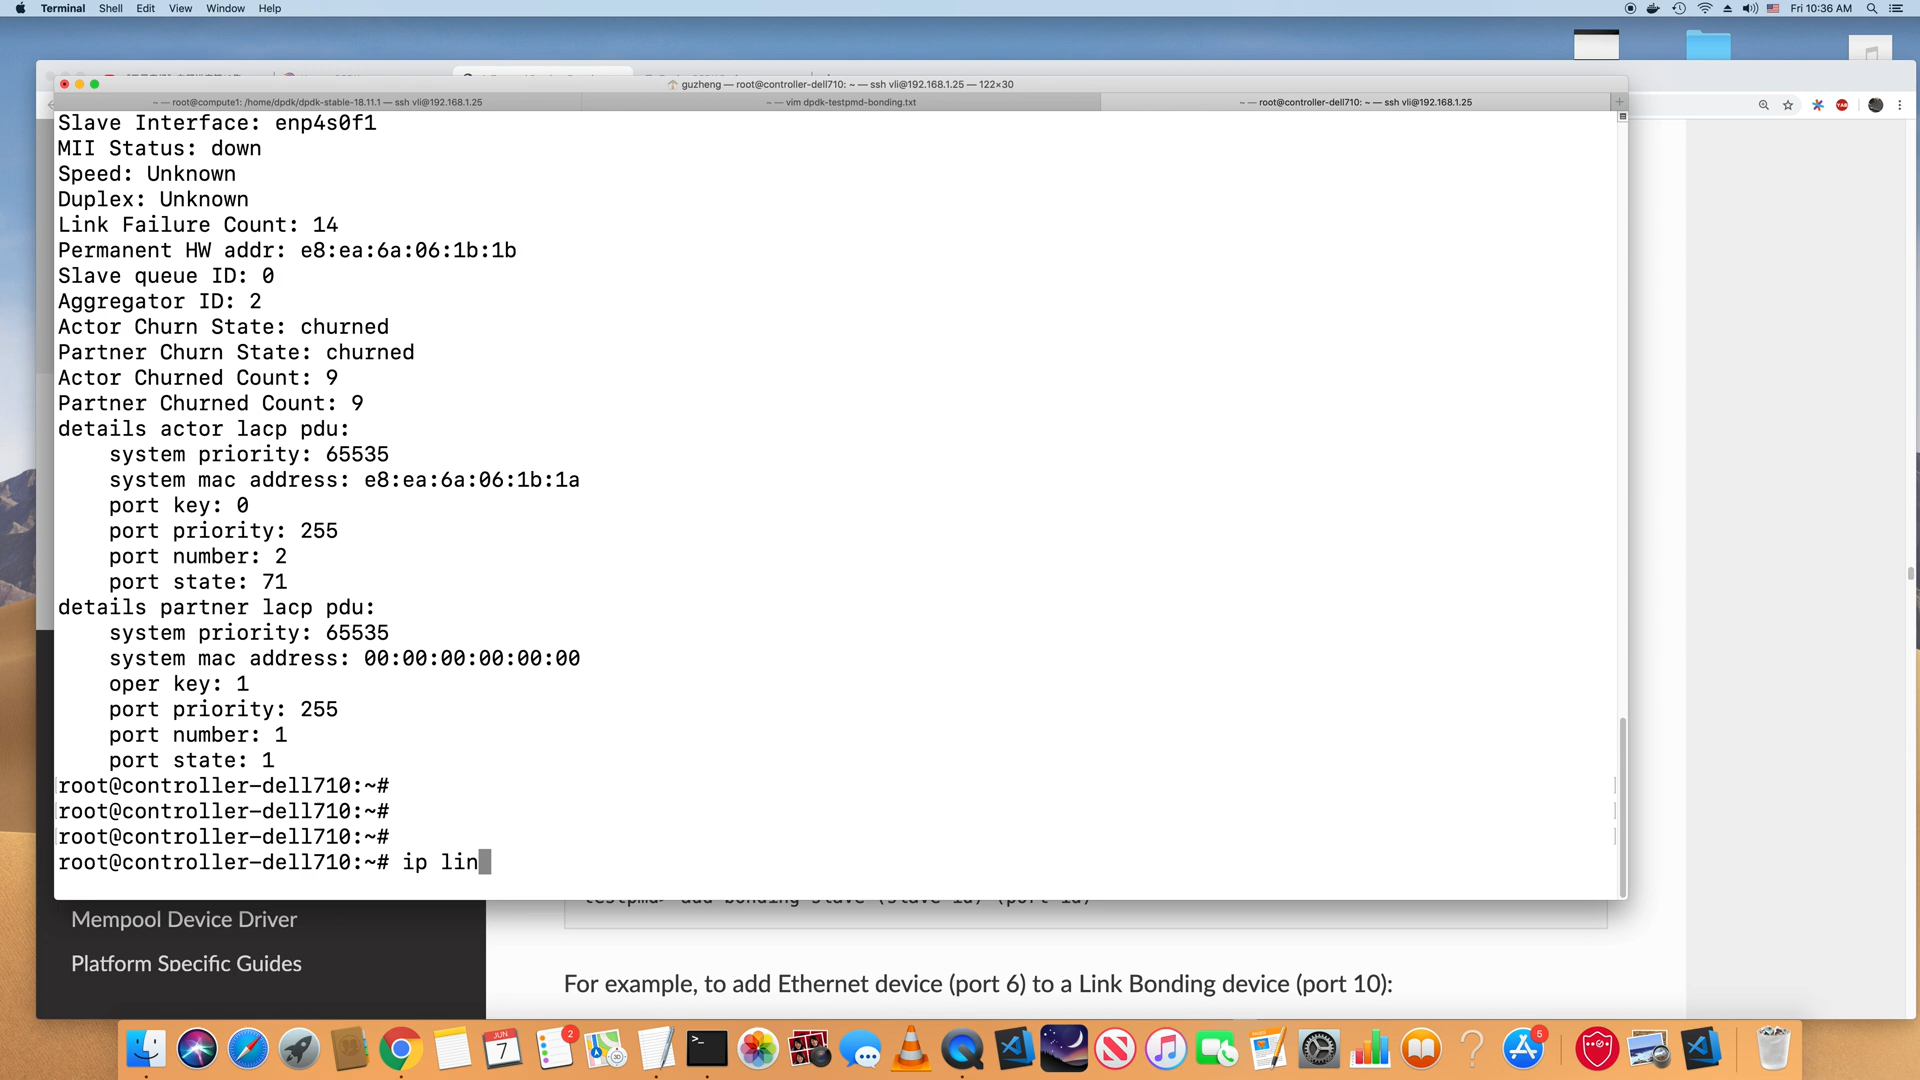 Terminal Shell Edit View Window Help
Fri 10:36 AM
guzheng — root@controller-dell710: ~ — ssh vli@192.168.1.25 — 122×30
~ — root@compute1: /home/dpdk/dpdk-stable-18.11.1 — ssh vli@192.168.1.25
~ — vim dpdk-testpmd-bonding.txt
~ — root@controller-dell710: ~ — ssh vli@192.168.1.25
Slave Interface: enp4s0f1
MII Status: down
Speed: Unknown
Duplex: Unknown
Link Failure Count: 14
Permanent HW addr: e8:ea:6a:06:1b:1b
Slave queue ID: 0
Aggregator ID: 2
Actor Churn State: churned
Partner Churn State: churned
Actor Churned Count: 9
Partner Churned Count: 9
details actor lacp pdu:
system priority: 65535
system mac address: e8:ea:6a:06:1b:1a
port key: 0
port priority: 255
port number: 2
port state: 71
details partner lacp pdu:
system priority: 65535
system mac address: 00:00:00:00:00:00
oper key: 1
port priority: 255
port number: 1
port state: 1
root@controller-dell710:~#
root@controller-dell710:~#
root@controller-dell710:~#
root@controller-dell710:~# ip lin
Mempool Device Driver
Platform Specific Guides
For example, to add Ethernet device (port 6) to a Link Bonding device (port 10):
JUN
7
2
5